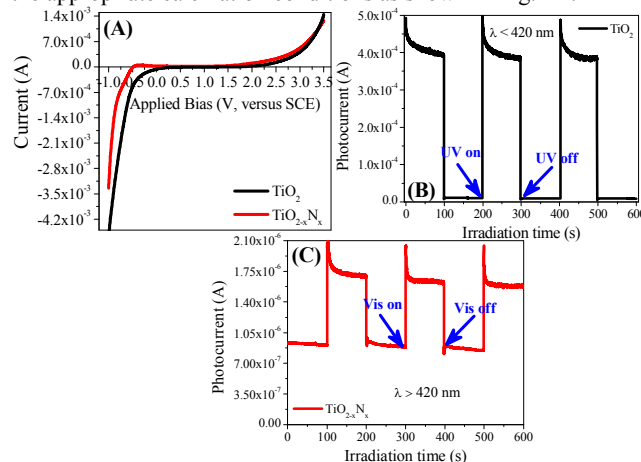 (A)
1.4x10⁻³
0.0
-7.0x10⁻⁴
-1.4x10⁻³
-2.1x10⁻³
-2.8x10⁻³
-3.5x10⁻³
-4.2x10⁻³
Current (A)
-1.0 -0.5 0.0 0.5 1.0 1.5 2.0 2.5 3.0 3.5
Applied Bias (V, versus SCE)
TiO₂
TiO₂₋ₓNₓ
5.0x10⁻⁴
4.0x10⁻⁴
3.0x10⁻⁴
2.0x10⁻⁴
1.0x10⁻⁴
0.0
Photocurrent (A)
λ < 420 nm
TiO₂
UV on
UV off
(B)
0 100 200 300 400 500 600
Irradiation time (s)
(C)
2.10x10⁻⁶
1.75x10⁻⁶
1.40x10⁻⁶
1.05x10⁻⁶
7.00x10⁻⁷
3.50x10⁻⁷
0.00
Photocurrent (A)
Vis on
Vis off
λ > 420 nm
TiO₂₋ₓNₓ
0 100 200 300 400 500 600
Irradiation time (s)